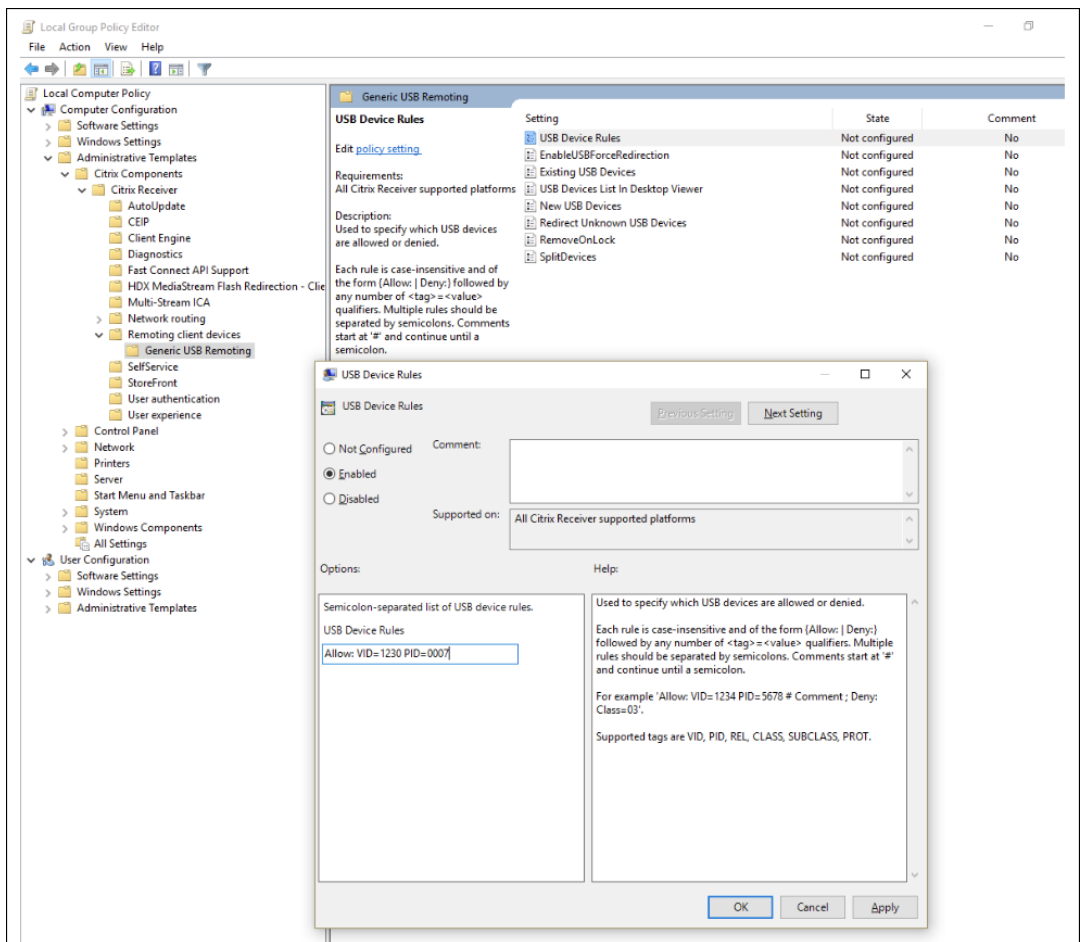 Local Group Policy Editor
File Action View Help
Local Computer Policy
Computer Configuration
Software Settings
Windows Settings
Administrative Templates
Citrix Components
Citrix Receiver
AutoUpdate
CEIP
Client Engine
Diagnostics
Fast Connect API Support
HDX MediaStream Flash Redirection - Clie
Multi-Stream ICA
Network routing
Remoting client devices
Generic USB Remoting
SelfService
StoreFront
User authentication
User experience
Control Panel
Network
Printers
Server
Start Menu and Taskbar
System
Windows Components
All Settings
User Configuration
Software Settings
Windows Settings
Administrative Templates
Generic USB Remoting
USB Device Rules
Edit policy setting
Requirements:
All Citrix Receiver supported platforms
Description:
Used to specify which USB devices
are allowed or denied.
Each rule is case-insensitive and of
the form {Allow: | Deny:} followed by
any number of <tag>=<value>
qualifiers. Multiple rules should be
separated by semicolons. Comments
start at '#' and continue until a
semicolon.
Setting State Comment
USB Device Rules Not configured No
EnableUSBForceRedirection Not configured No
Existing USB Devices Not configured No
USB Devices List In Desktop Viewer Not configured No
New USB Devices Not configured No
Redirect Unknown USB Devices Not configured No
RemoveOnLock Not configured No
SplitDevices Not configured No
USB Device Rules
USB Device Rules
Previous Setting Next Setting
Not Configured Comment:
Enabled
Disabled
Supported on: All Citrix Receiver supported platforms
Options: Help:
Semicolon-separated list of USB device rules.
USB Device Rules
Allow: VID=1230 PID=0007
Used to specify which USB devices are allowed or denied.
Each rule is case-insensitive and of the form {Allow: | Deny:}
followed by any number of <tag>=<value> qualifiers. Multiple
rules should be separated by semicolons. Comments start at '#'
and continue until a semicolon.
For example 'Allow: VID=1234 PID=5678 # Comment ; Deny:
Class=03'.
Supported tags are VID, PID, REL, CLASS, SUBCLASS, PROT.
OK Cancel Apply